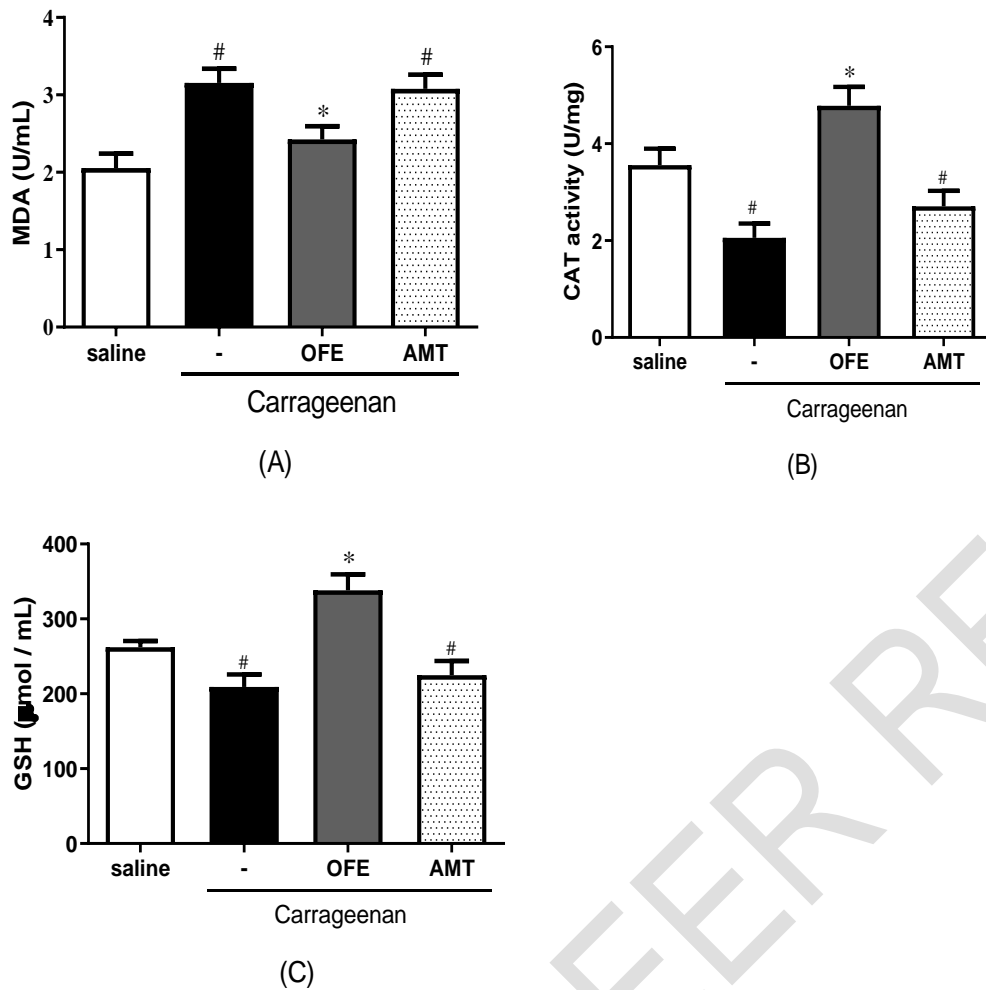 MDA (U/mL)
4
3
2
1
0
#
*
#
saline
-
OFE
AMT
Carrageenan
(A)
CAT activity (U/mg)
6
4
2
0
#
*
#
saline
-
OFE
AMT
Carrageenan
(B)
GSH (μmol / mL)
400
300
200
100
0
#
*
#
saline
-
OFE
AMT
Carrageenan
(C)